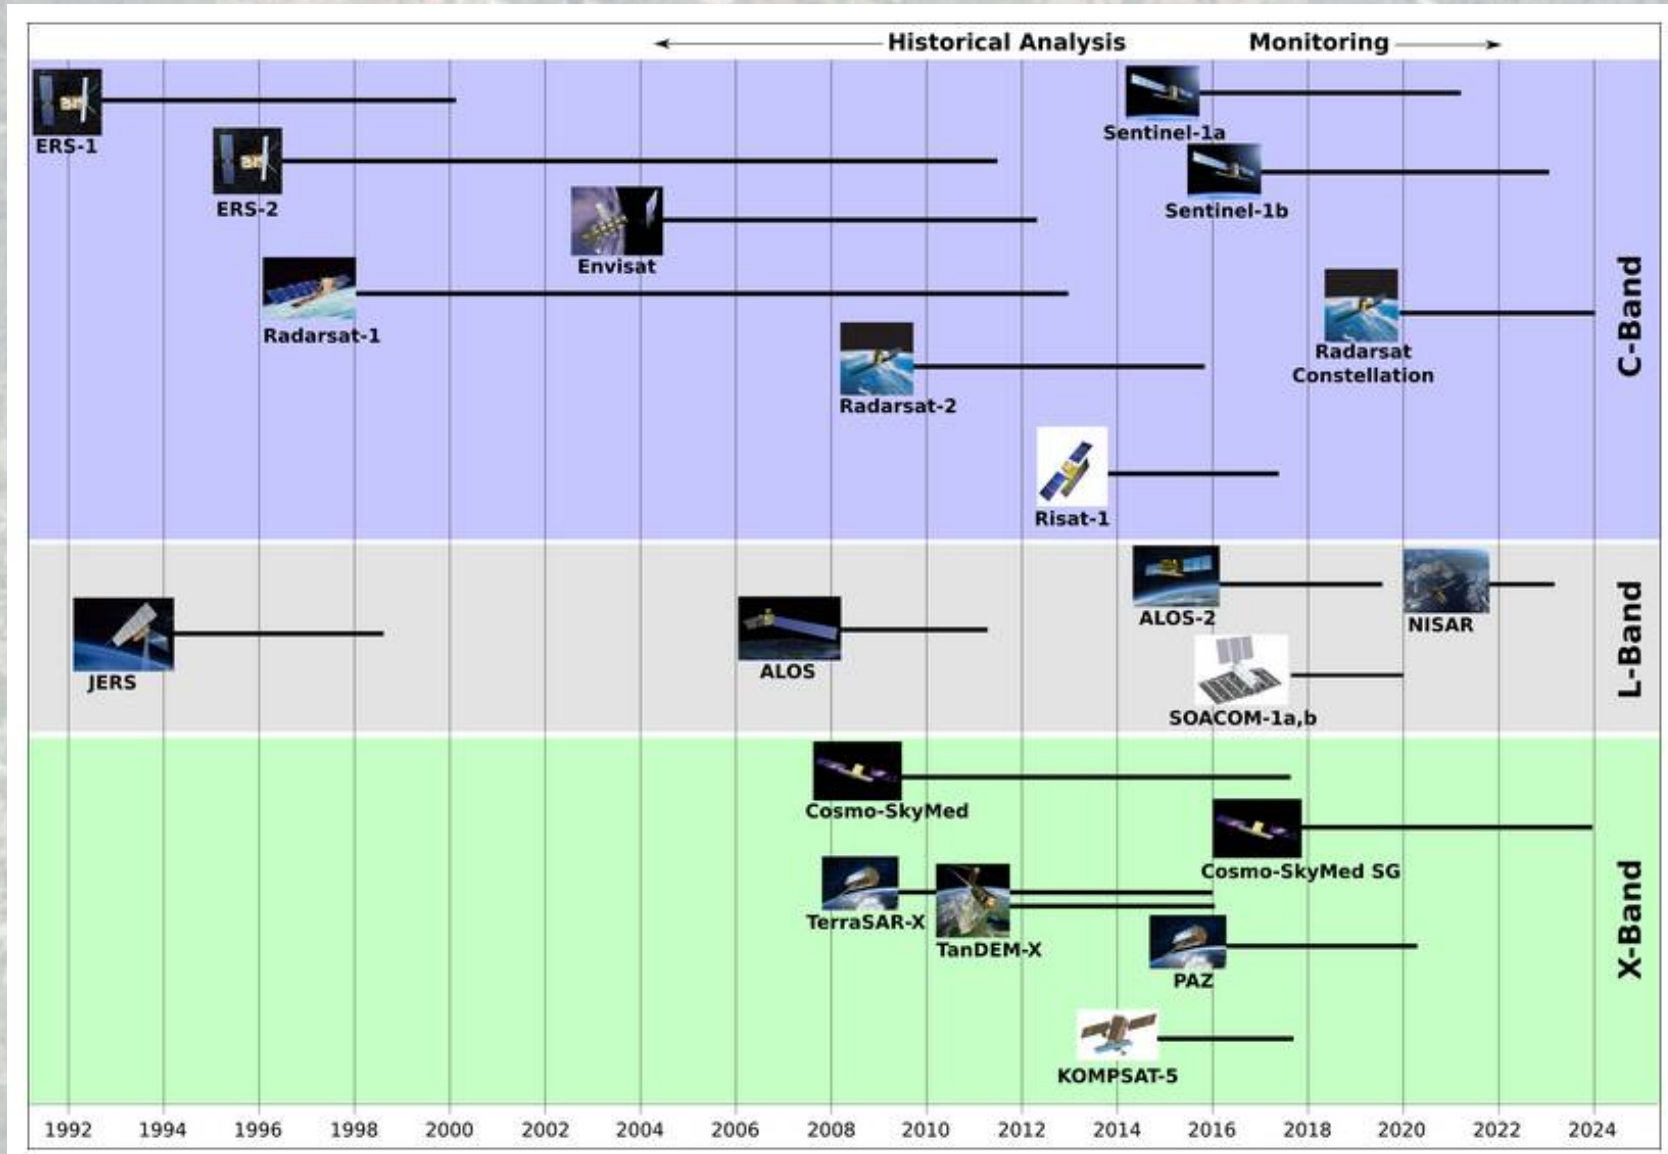 Historical Analysis
Monitoring
ERS-1
ERS-2
Envisat
Radarsat-1
Radarsat-2
Risat-1
Sentinel-1a
Sentinel-1b
Radarsat
Constellation
C-Band
JERS
ALOS
ALOS-2
SOACOM-1a,b
NISAR
L-Band
Cosmo-SkyMed
Cosmo-SkyMed SG
TerraSAR-X
TanDEM-X
PAZ
KOMPSAT-5
X-Band
1992 1994 1996 1998 2000 2002 2004 2006 2008 2010 2012 2014 2016 2018 2020 2022 2024